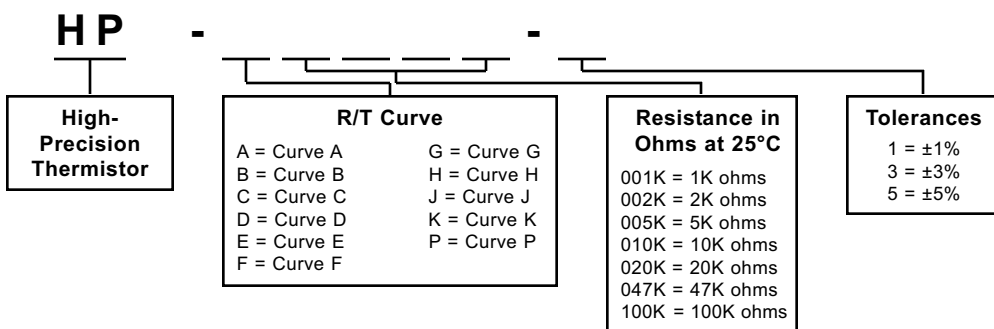 HP - -
High-
Precision
Thermistor
R/T Curve
A = Curve A
B = Curve B
C = Curve C
D = Curve D
E = Curve E
F = Curve F
G = Curve G
H = Curve H
J = Curve J
K = Curve K
P = Curve P
Resistance in
Ohms at 25°C
001K = 1K ohms
002K = 2K ohms
005K = 5K ohms
010K = 10K ohms
020K = 20K ohms
047K = 47K ohms
100K = 100K ohms
Tolerances
1 = ±1%
3 = ±3%
5 = ±5%